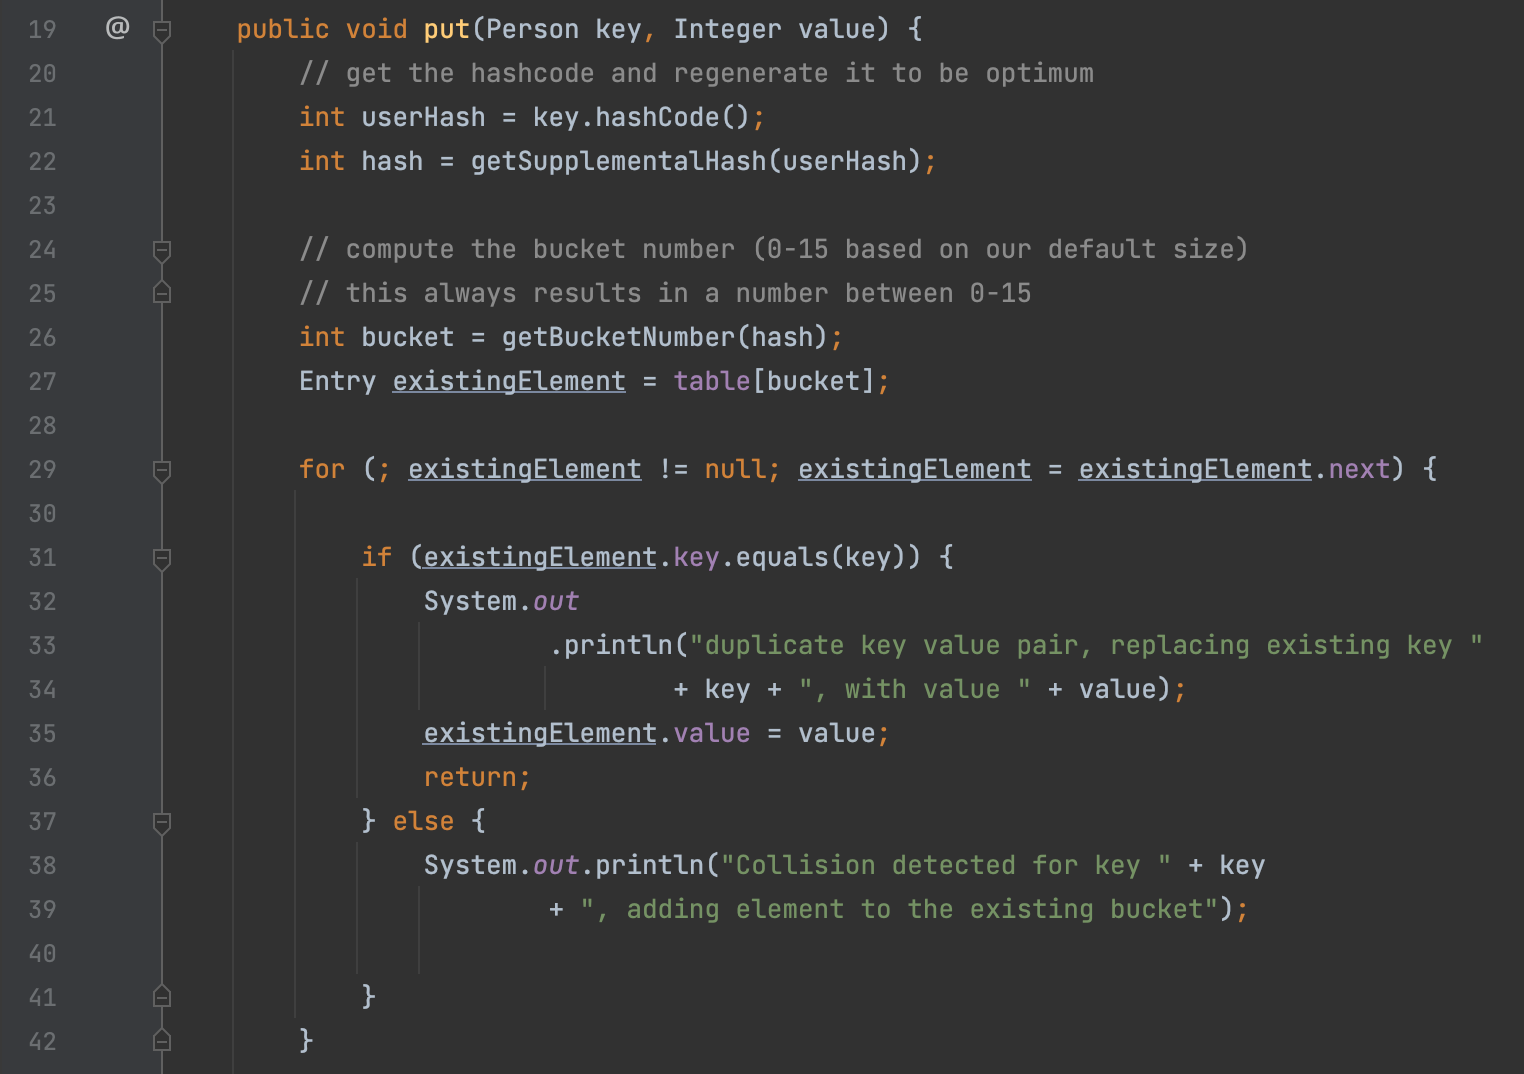 19 @ public void put(Person key, Integer value) {
20 // get the hashcode and regenerate it to be optimum
21 int userHash = key.hashCode();
22 int hash = getSupplementalHash(userHash);
23
24 // compute the bucket number (0-15 based on our default size)
25 // this always results in a number between 0-15
26 int bucket = getBucketNumber(hash);
27 Entry existingElement = table[bucket];
28
29 for (; existingElement != null; existingElement = existingElement.next) {
30
31 if (existingElement.key.equals(key)) {
32 System.out
33 .println("duplicate key value pair, replacing existing key "
34 + key + ", with value " + value);
35 existingElement.value = value;
36 return;
37 } else {
38 System.out.println("Collision detected for key " + key
39 + ", adding element to the existing bucket");
40
41 }
42 }